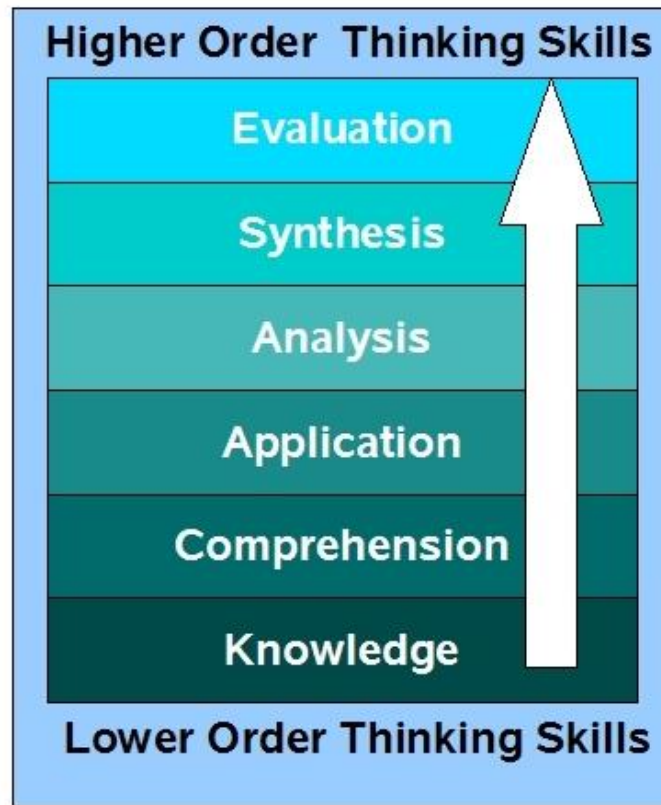 Higher Order Thinking Skills
Evaluation
Synthesis
Analysis
Application
Comprehension
Knowledge
Lower Order Thinking Skills